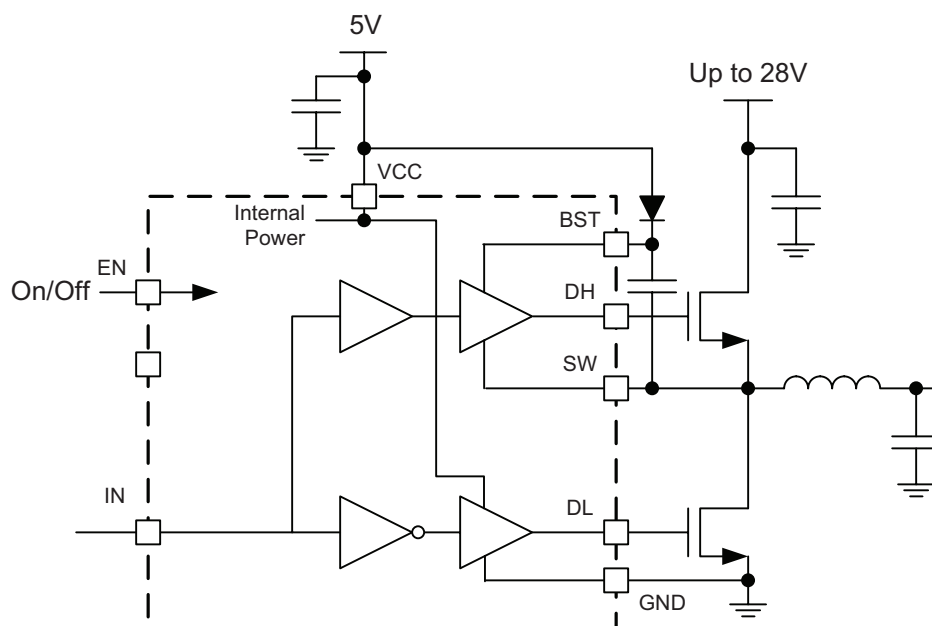 5V
Up to 28V
VCC
Internal
Power
BST
EN
On/Off
DH
SW
IN
DL
GND